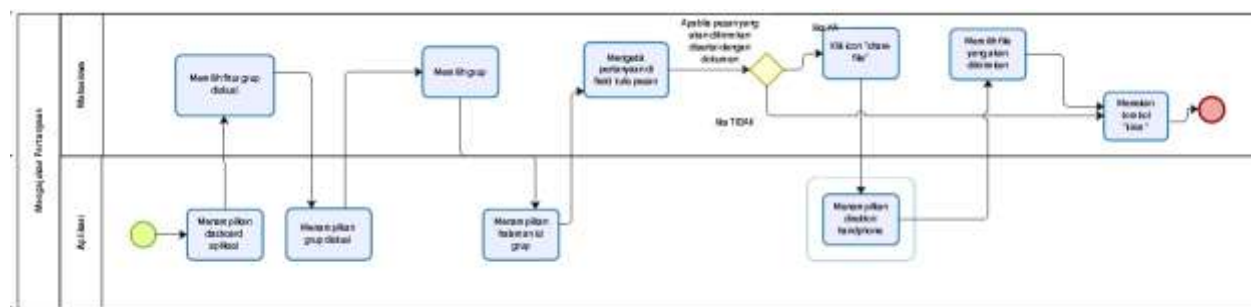 Mengajukan Pertanyaan
Mahasiswa
Aplikasi
Memilih fitur grup
diskusi
Memilih grup
Mengetik
pertanyaan di
field tulis pesan
Apabila pesan yang
akan dikirimkan
disertai dengan
dokumen
Jika YA
Klik icon "share
file"
Memilih file
yang akan
dikirimkan
Jika TIDAK
Menekan
tombol
"kirim"
Menampilkan
dashboard
aplikasi
Menampilkan
grup diskusi
Menampilkan
halaman isi
grup
Menampilkan
direktori
handphone